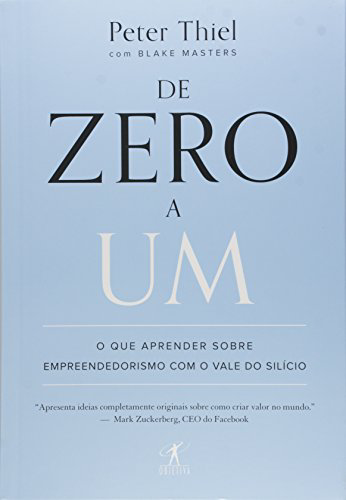 Peter Thiel
com BLAKE MASTERS
DE
ZERO
A
UM
O QUE APRENDER SOBRE
EMPREENDEDORISMO COM O VALE DO SILÍCIO
“Apresenta ideias completamente originais sobre como criar valor no mundo.”
— Mark Zuckerberg, CEO do Facebook
OBJETIVA